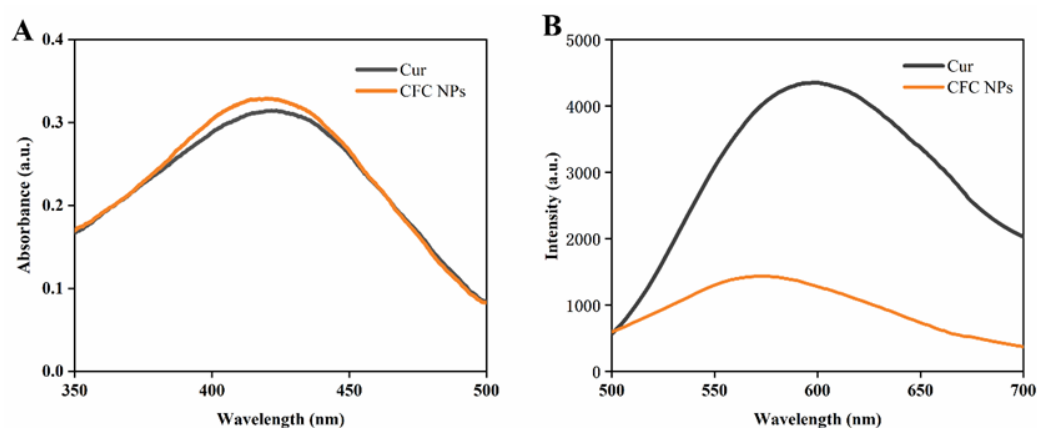 A
0.4
0.3
0.2
0.1
0.0
Absorbance (a.u.)
Cur
CFC NPs
350
400
450
500
Wavelength (nm)
B
5000
4000
3000
2000
1000
0
Intensity (a.u.)
Cur
CFC NPs
500
550
600
650
700
Wavelength (nm)